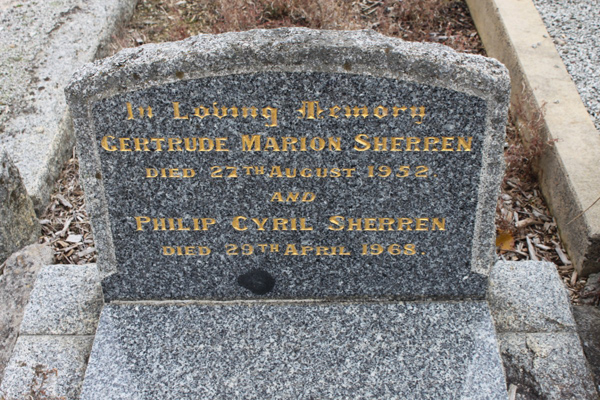 In Loving Memory
GERTRUDE MARION SHERREN
DIED 27TH AUGUST 1952
AND
PHILIP CYRIL SHERREN
DIED 29TH APRIL 1968.